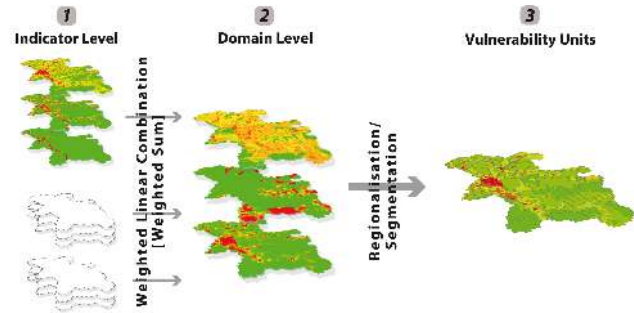 1
Indicator Level
2
Domain Level
3
Vulnerability Units
Weighted Linear Combination
[Weighted Sum]
Regionalisation/
Segmentation